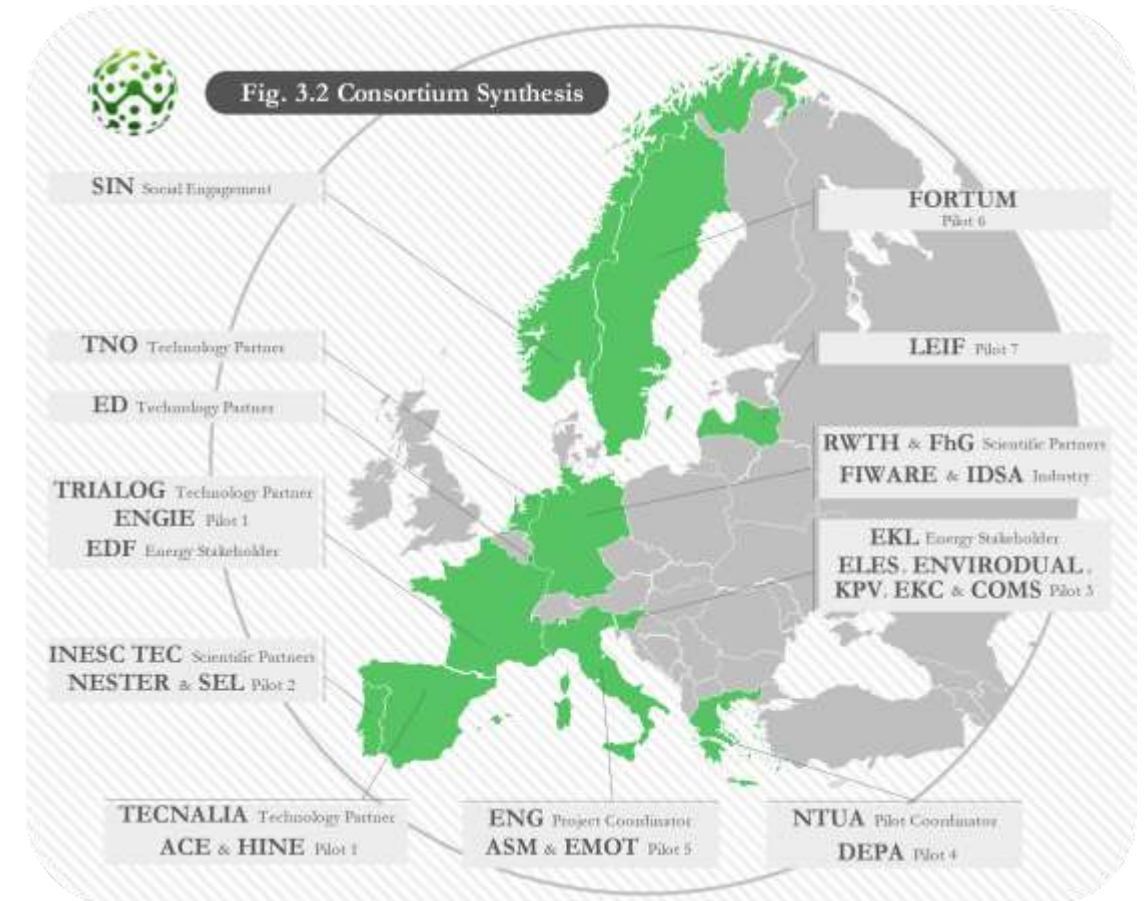 Fig. 3.2 Consortium Synthesis
SIN Social Engagement
FORTUM
Pilot 6
TNO Technology Partner
LEIF Pilot 7
ED Technology Partner
RWTH & FhG Scientific Partners
FIWARE & IDSA Industry
TRIALOG Technology Partner
ENGIE Pilot 1
EDF Energy Stakeholder
EKL Energy Stakeholder
ELES, ENVIRODUAL,
KPV, EKC & COMS Pilot 3
INESC TEC Scientific Partners
NESTER & SEL Pilot 2
TECNALIA Technology Partner
ACE & HINE Pilot 1
ENG Project Coordinator
ASM & EMOT Pilot 5
NTUA Pilot Coordinator
DEPA Pilot 4